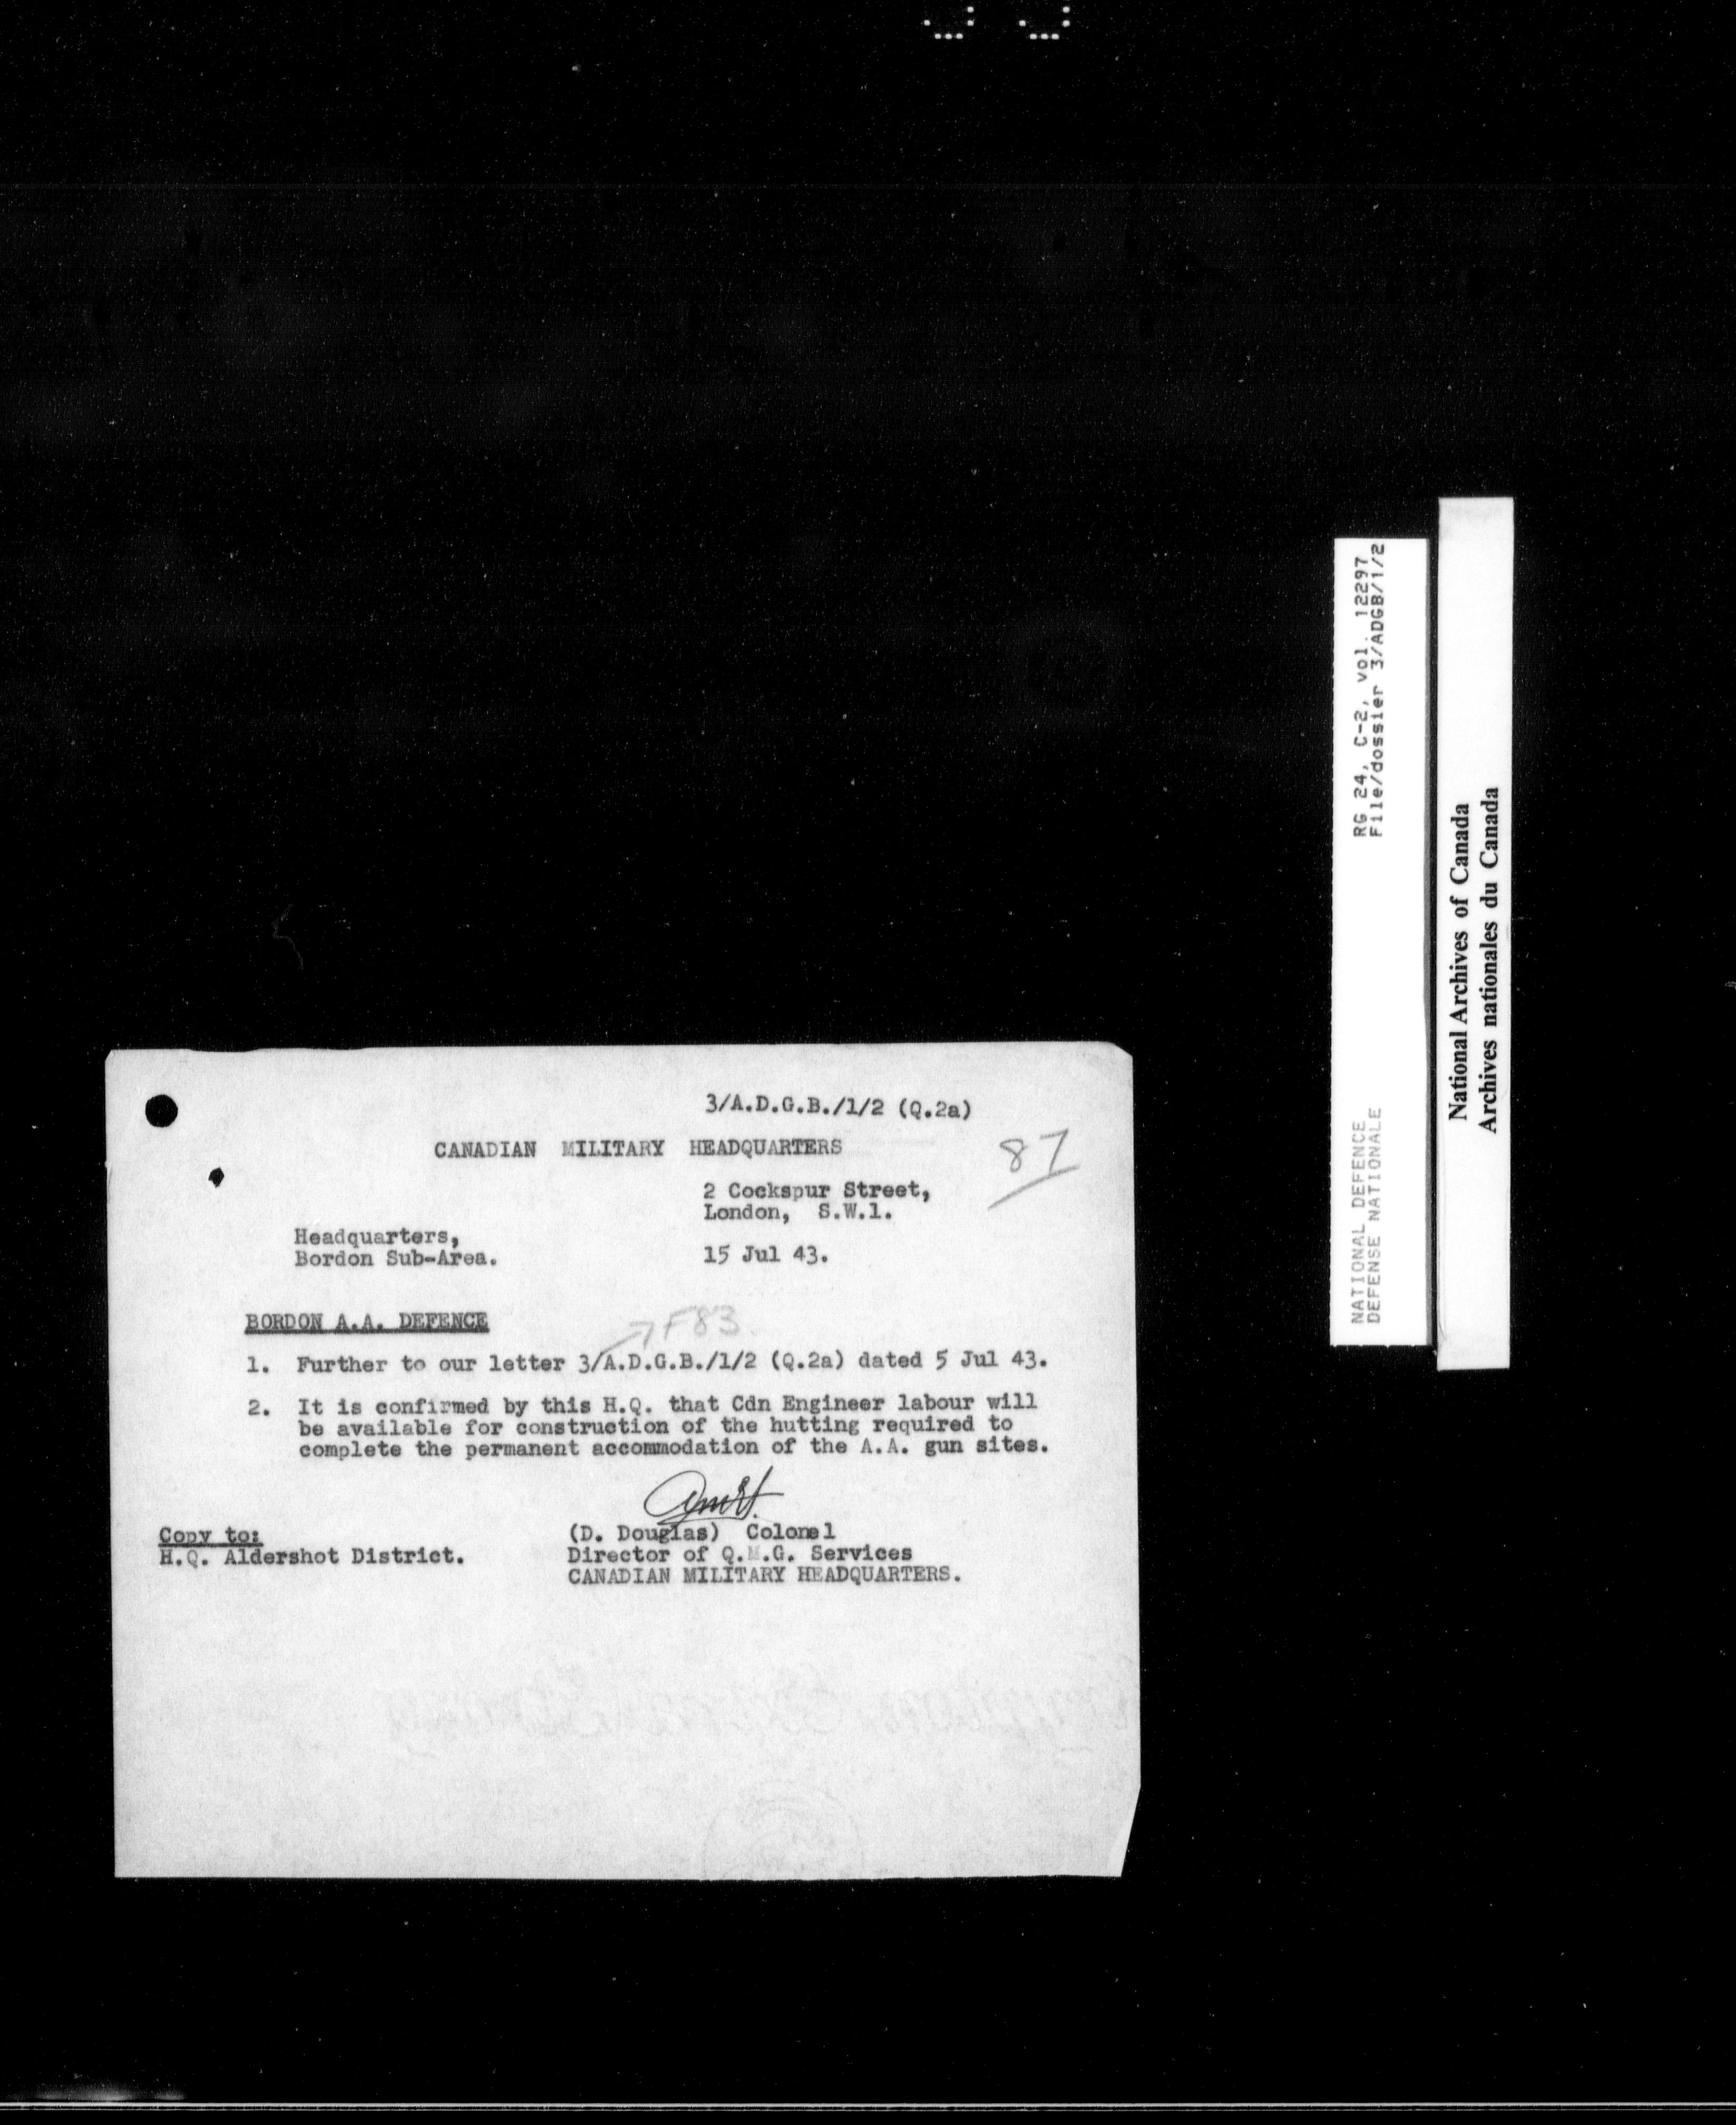 3/A.D.G.B./1/2 (Q.2a)
CANADIAN MILITARY HEADQUARTERS
87
2 Cockspur Street,
London, S.W.1.
Headquarters,
Bordon Sub-Area.
15 Jul 43.
BORDON A.A. DEFENCE
F83
1. Further to our letter 3/A.D.G.B./1/2 (Q.2a) dated 5 Jul 43.
2. It is confirmed by this H.Q. that Cdn Engineer labour will
be available for construction of the hutting required to
complete the permanent accommodation of the A.A. gun sites.
(D. Douglas) Colonel
Director of Q.M.G. Services
CANADIAN MILITARY HEADQUARTERS.
Copy to:
H.Q. Aldershot District.
NATIONAL DEFENCE
DEFENSE NATIONALE
RG 24, C-2, vol. 12297
File/dossier 3/ADGB/1/2
National Archives of Canada
Archives nationales du Canada